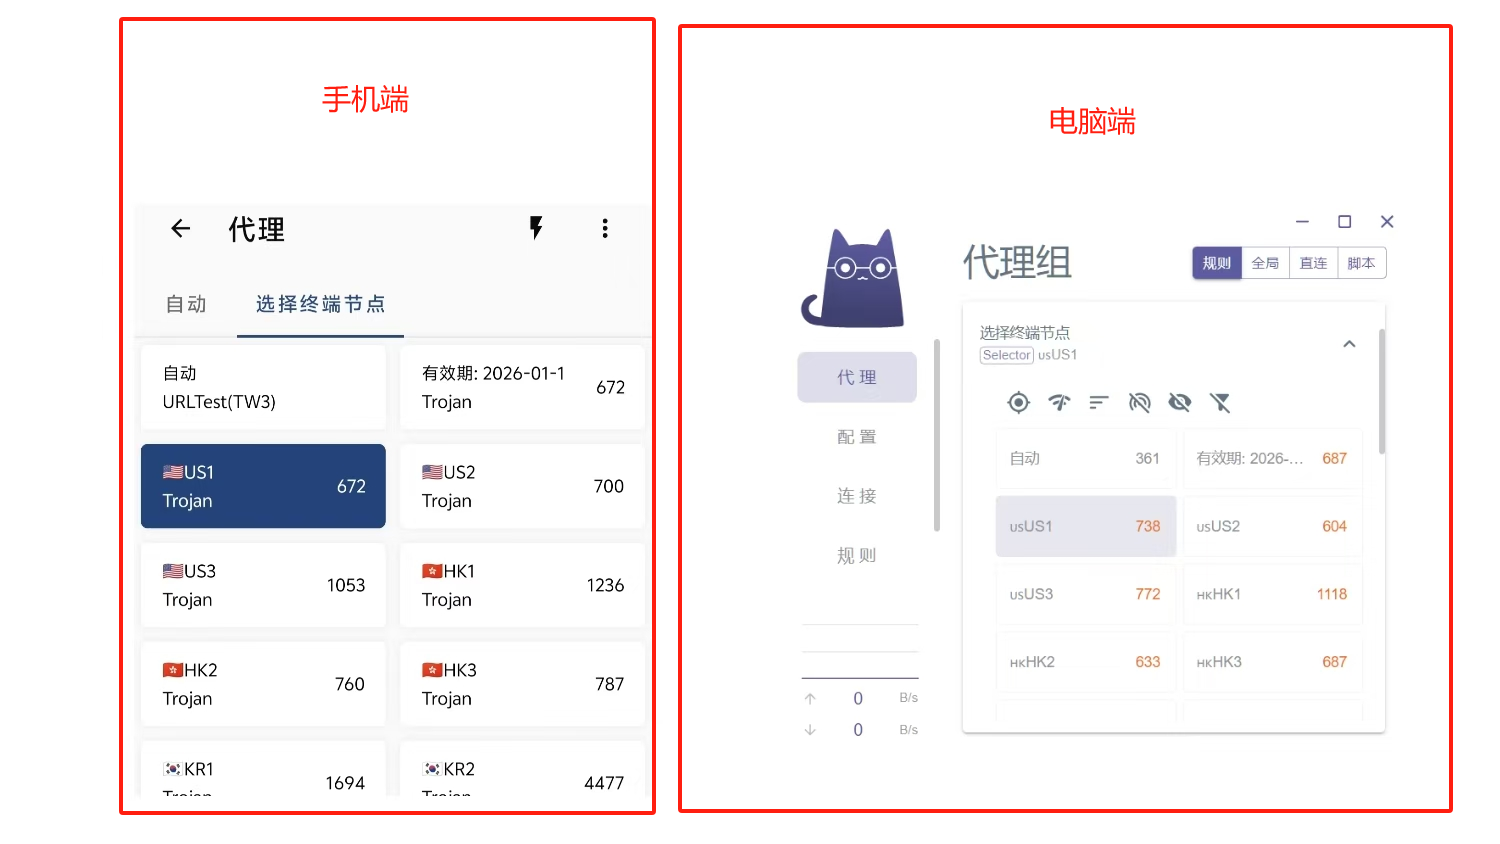 手机端
代理
自动
选择终端节点
自动
URLTest(TW3)
有效期: 2026-01-1
Trojan
672
US1
Trojan
672
US2
Trojan
700
US3
Trojan
1053
HK1
Trojan
1236
HK2
Trojan
760
HK3
Trojan
787
KR1
Trojan
1694
KR2
Trojan
4477
电脑端
代理
配置
连接
规则
0 B/s
0 B/s
代理组
规则 全局 直连 脚本
选择终端节点
Selector usUS1
自动 361
有效期: 2026-... 687
usUS1 738
usUS2 604
usUS3 772
нкHK1 1118
нкHK2 633
нкHK3 687